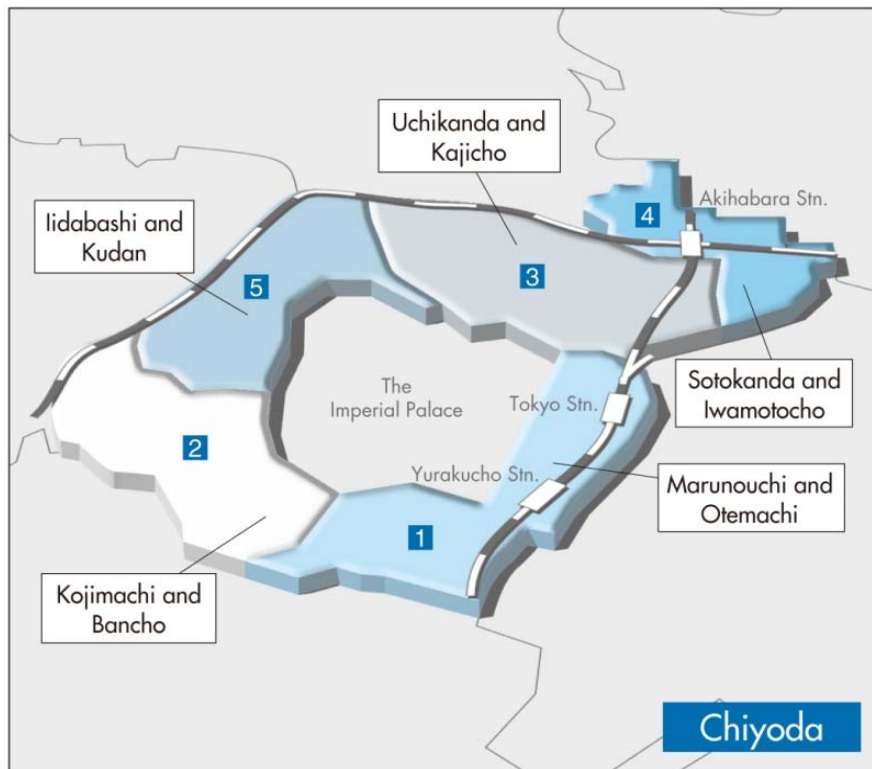 Uchikanda and
Kajicho
Akihabara Stn.
4
Iidabashi and
Kudan
5
3
The
Imperial Palace
Tokyo Stn.
Sotokanda and
Iwamotocho
2
Yurakucho Stn.
Marunouchi and
Otemachi
1
Kojimachi and
Bancho
Chiyoda